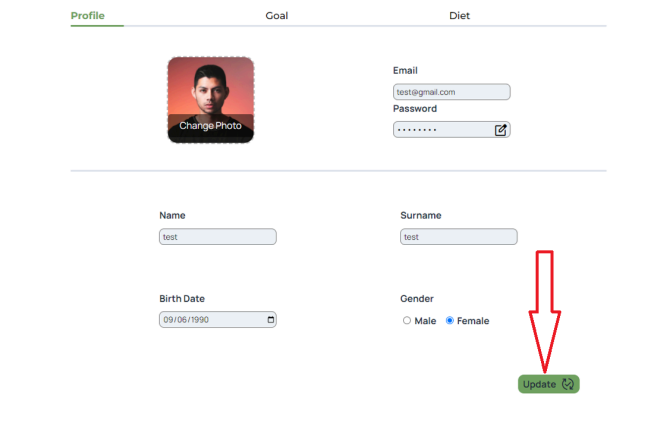 Profile Goal Diet
Email
test@gmail.com
Change Photo
Password
········
Name Surname
test test
Birth Date Gender
09/06/1990 Male Female
Update